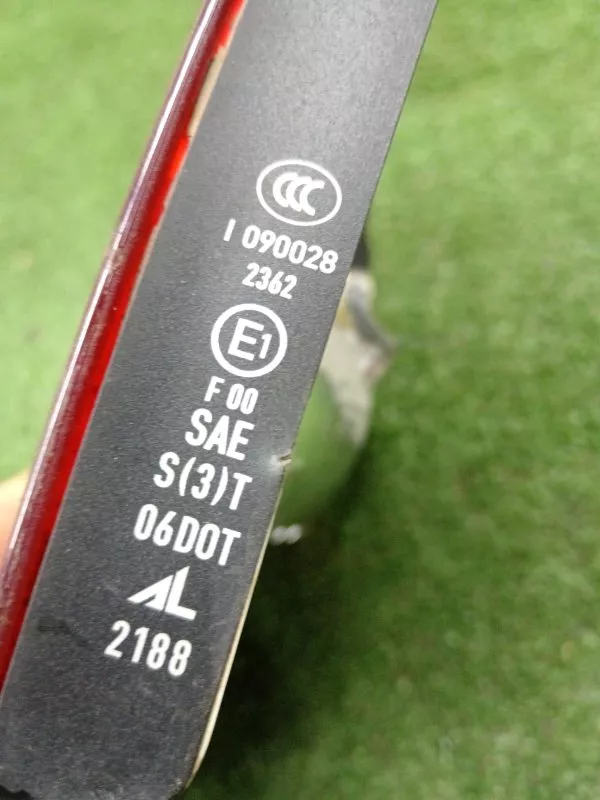 CCC
I 090028
2362
E1
F 00
SAE
S(3)T
06DOT
AL
2188